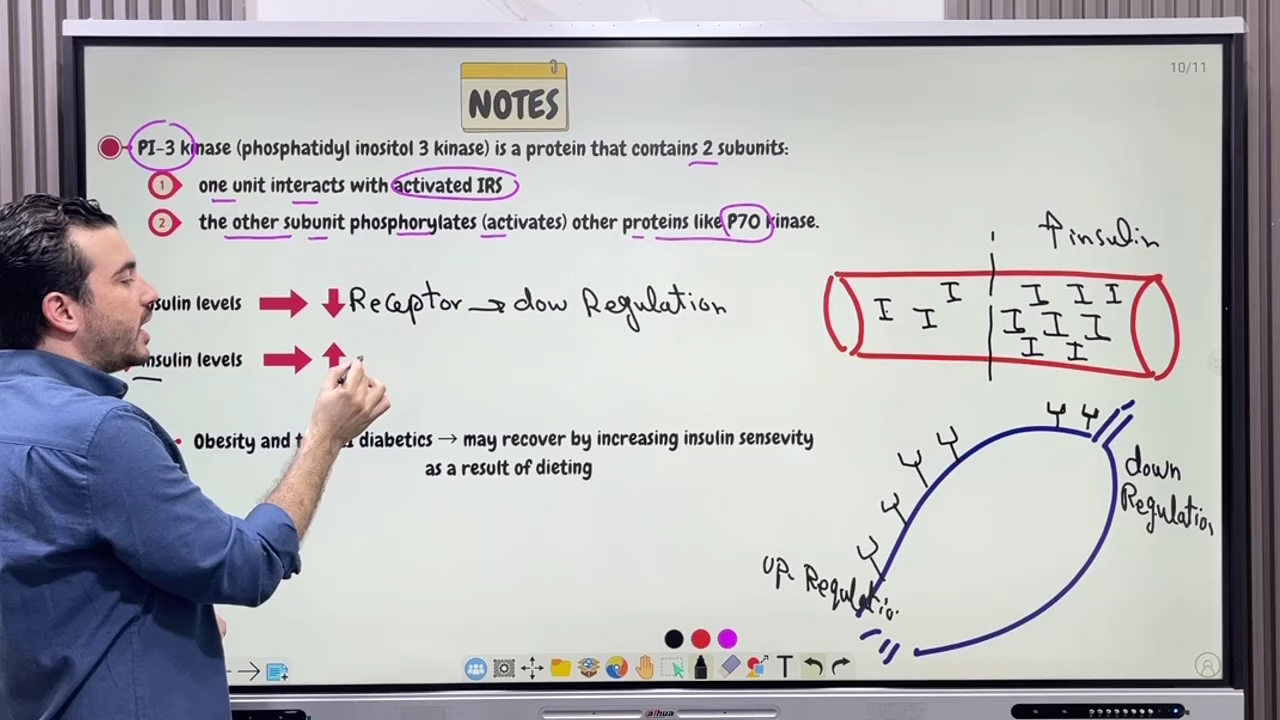 10/11
NOTES
PI-3 kinase (phosphatidyl inositol 3 kinase) is a protein that contains 2 subunits:
1 one unit interacts with activated IRS
2 the other subunit phosphorylates (activates) other proteins like P70 kinase.
↑ insulin
insulin levels ➡ ⬇ Receptor → dow Regulation
I I I I I I I I I I I
insulin levels ➡ ⬆
Obesity and diabetics → may recover by increasing insulin sensevity
as a result of dieting
down
Regulation
up. Regulatio
T
alhua